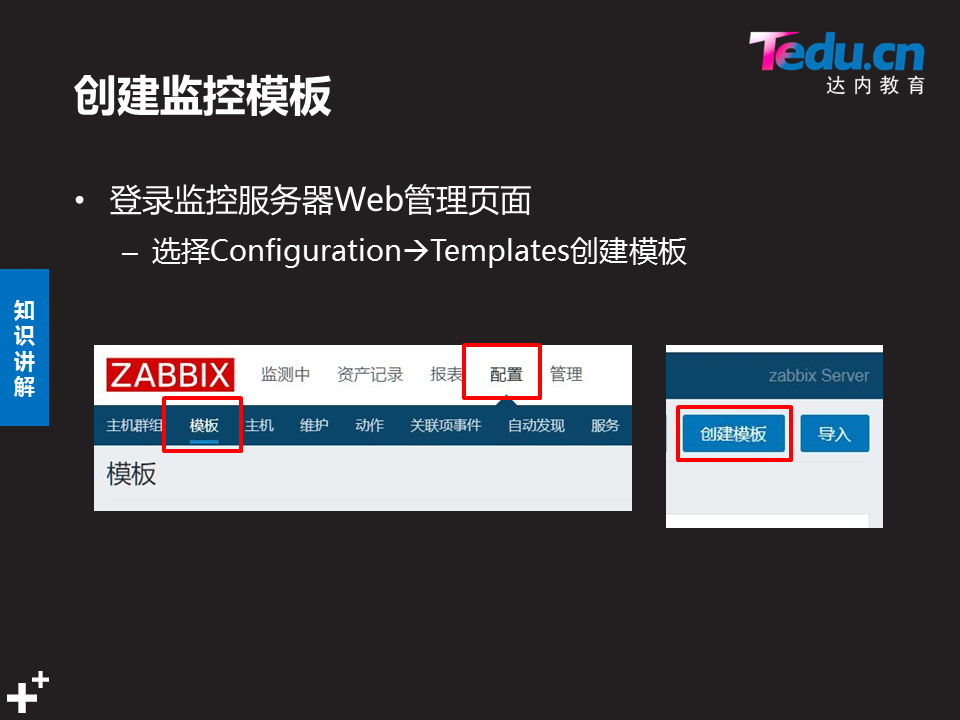 Tedu.cn
达内教育
创建监控模板
• 登录监控服务器Web管理页面
– 选择Configuration→Templates创建模板
知识讲解
ZABBIX 监测中 资产记录 报表 配置 管理
主机群组 模板 主机 维护 动作 关联项事件 自动发现 服务
模板
zabbix Server
创建模板 导入